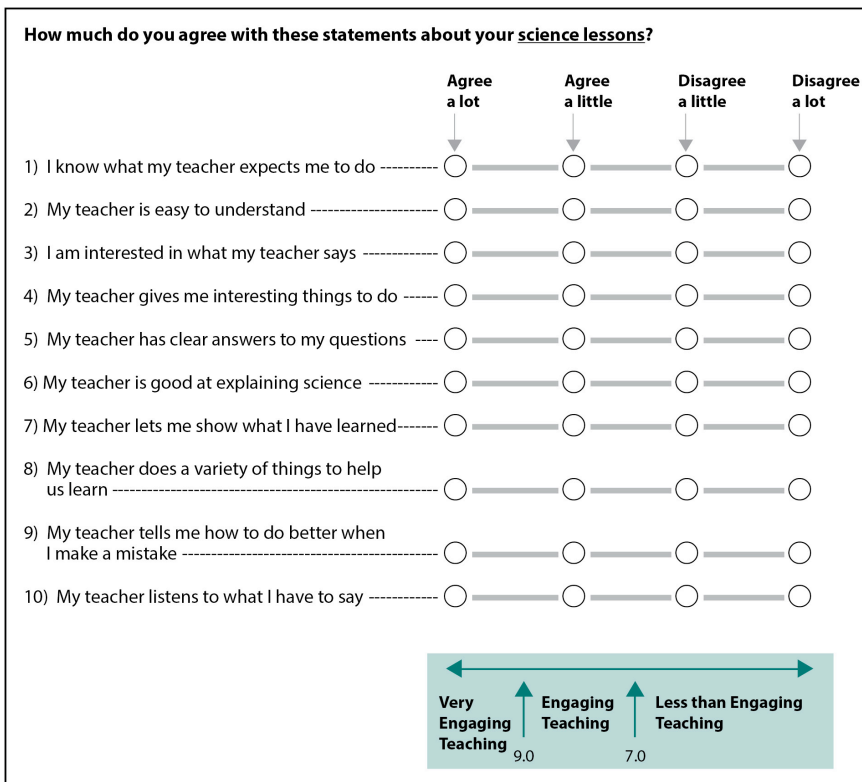 How much do you agree with these statements about your science lessons?
Agree a lot
Agree a little
Disagree a little
Disagree a lot
1) I know what my teacher expects me to do ----------
2) My teacher is easy to understand ----------------------
3) I am interested in what my teacher says -------------
4) My teacher gives me interesting things to do ------
5) My teacher has clear answers to my questions ----
6) My teacher is good at explaining science ------------
7) My teacher lets me show what I have learned-------
8) My teacher does a variety of things to help
us learn --------------------------------------------------------
9) My teacher tells me how to do better when
I make a mistake --------------------------------------------
10) My teacher listens to what I have to say ------------
Very Engaging Teaching
9.0
Engaging Teaching
7.0
Less than Engaging Teaching